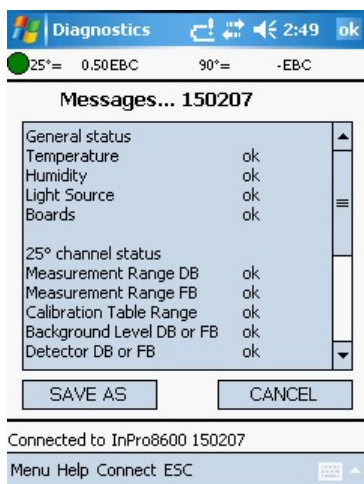 Diagnostics 2:49 ok
25°= 0.50EBC 90°= -EBC
Messages... 150207
General status
Temperature ok
Humidity ok
Light Source ok
Boards ok
25° channel status
Measurement Range DB ok
Measurement Range FB ok
Calibration Table Range ok
Background Level DB or FB ok
Detector DB or FB ok
SAVE AS CANCEL
Connected to InPro8600 150207
Menu Help Connect ESC